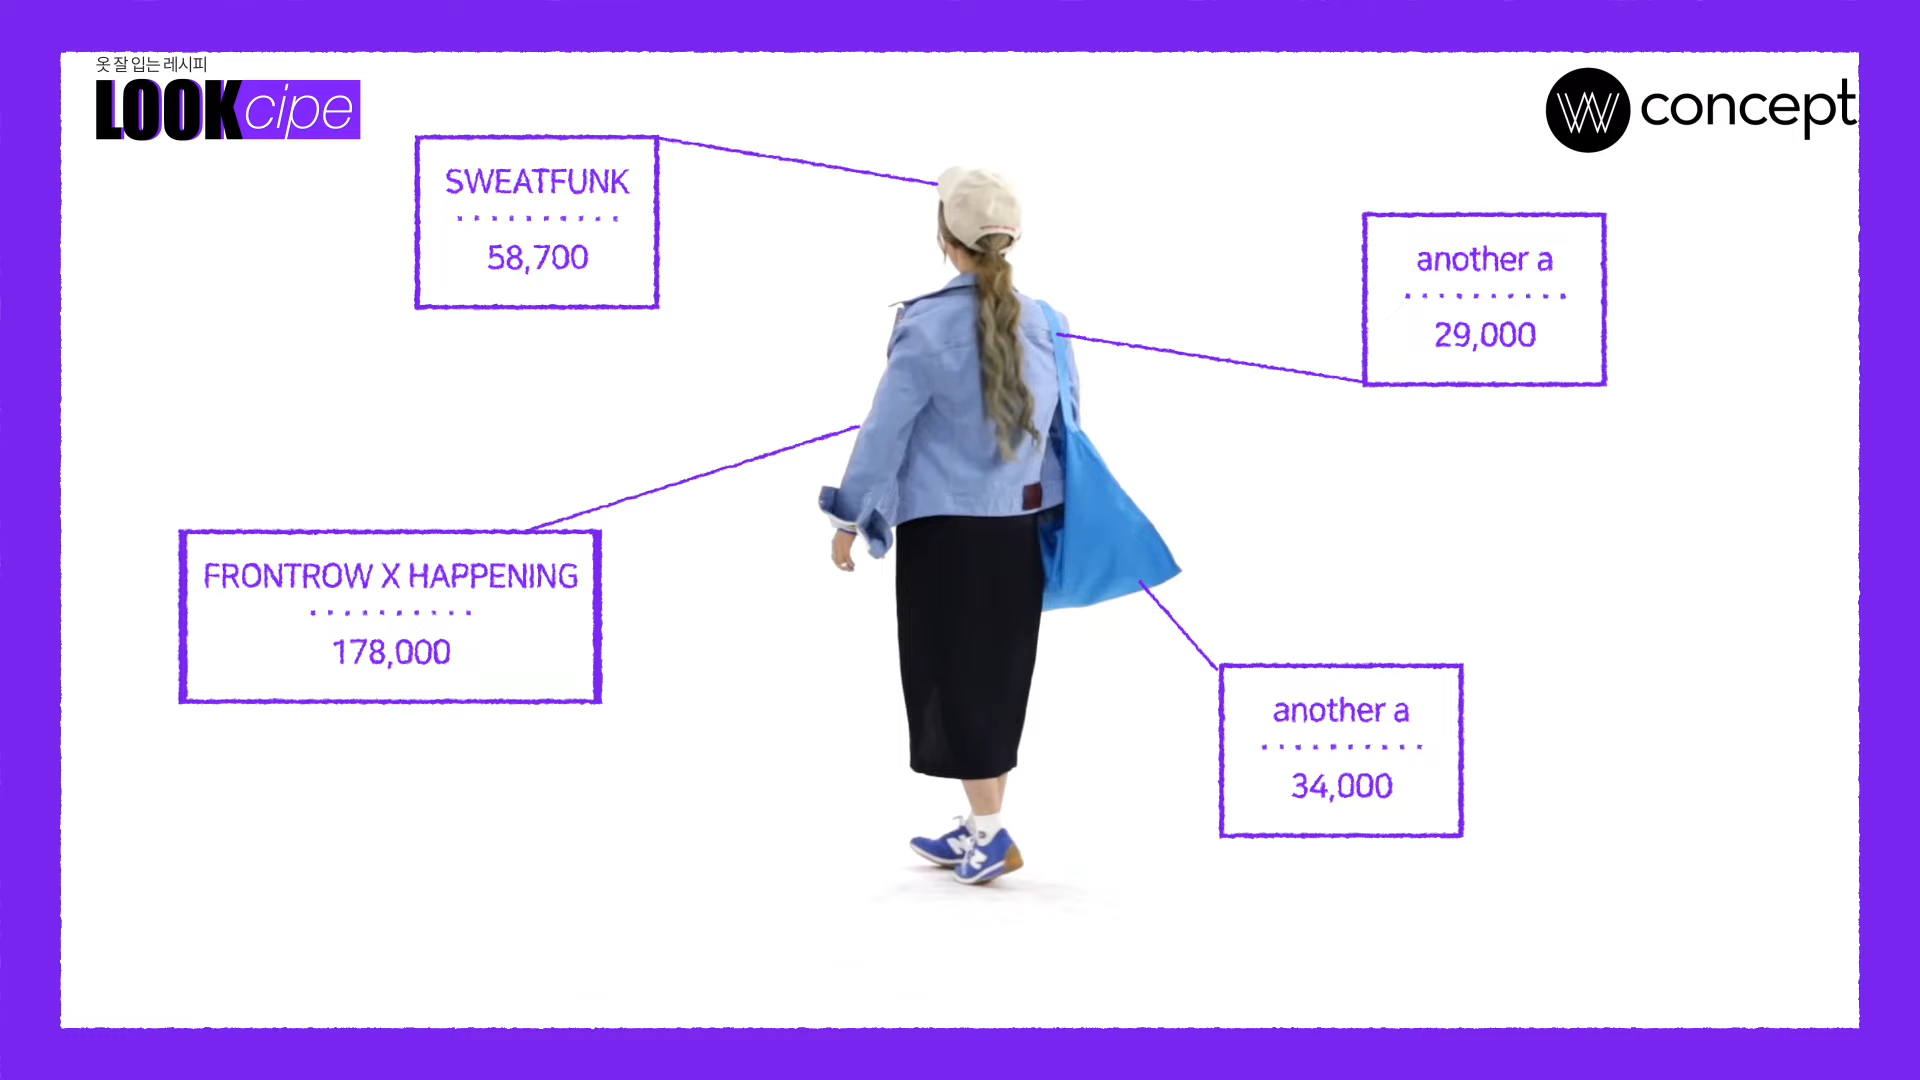 옷 잘 입는 레시피
LOOKcipe
W concept
SWEATFUNK
58,700
another a
29,000
FRONTROW X HAPPENING
178,000
another a
34,000
N
N